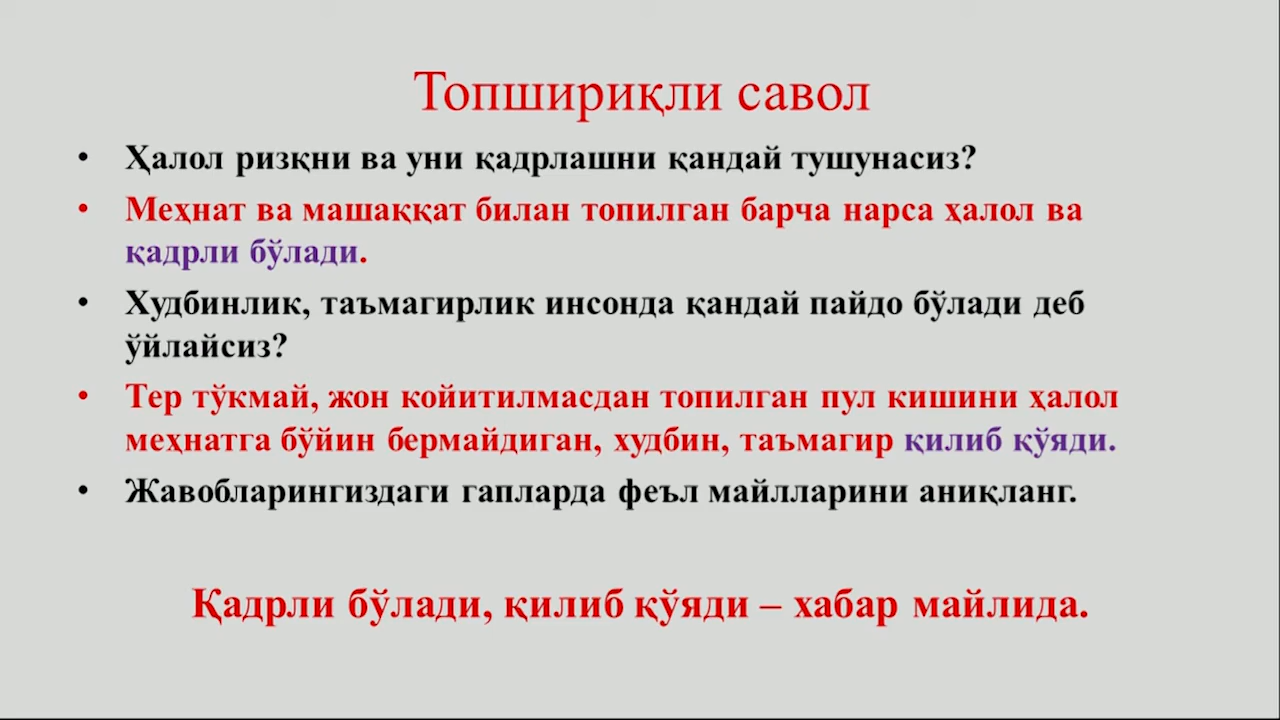 Топшириқли савол
• Ҳалол ризқни ва уни қадрлашни қандай тушунасиз?
• Меҳнат ва машаққат билан топилган барча нарса ҳалол ва
қадрли бўлади.
• Худбинлик, таъмагирлик инсонда қандай пайдо бўлади деб
ўйлайсиз?
• Тер тўкмай, жон койитилмасдан топилган пул кишини ҳалол
меҳнатга бўйин бермайдиган, худбин, таъмагир қилиб қўяди.
• Жавобларингиздаги гапларда феъл майлларини аниқланг.
Қадрли бўлади, қилиб қўяди – хабар майлида.